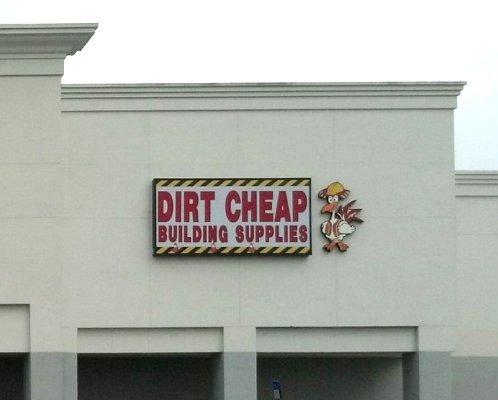 DIRT CHEAP
BUILDING SUPPLIES